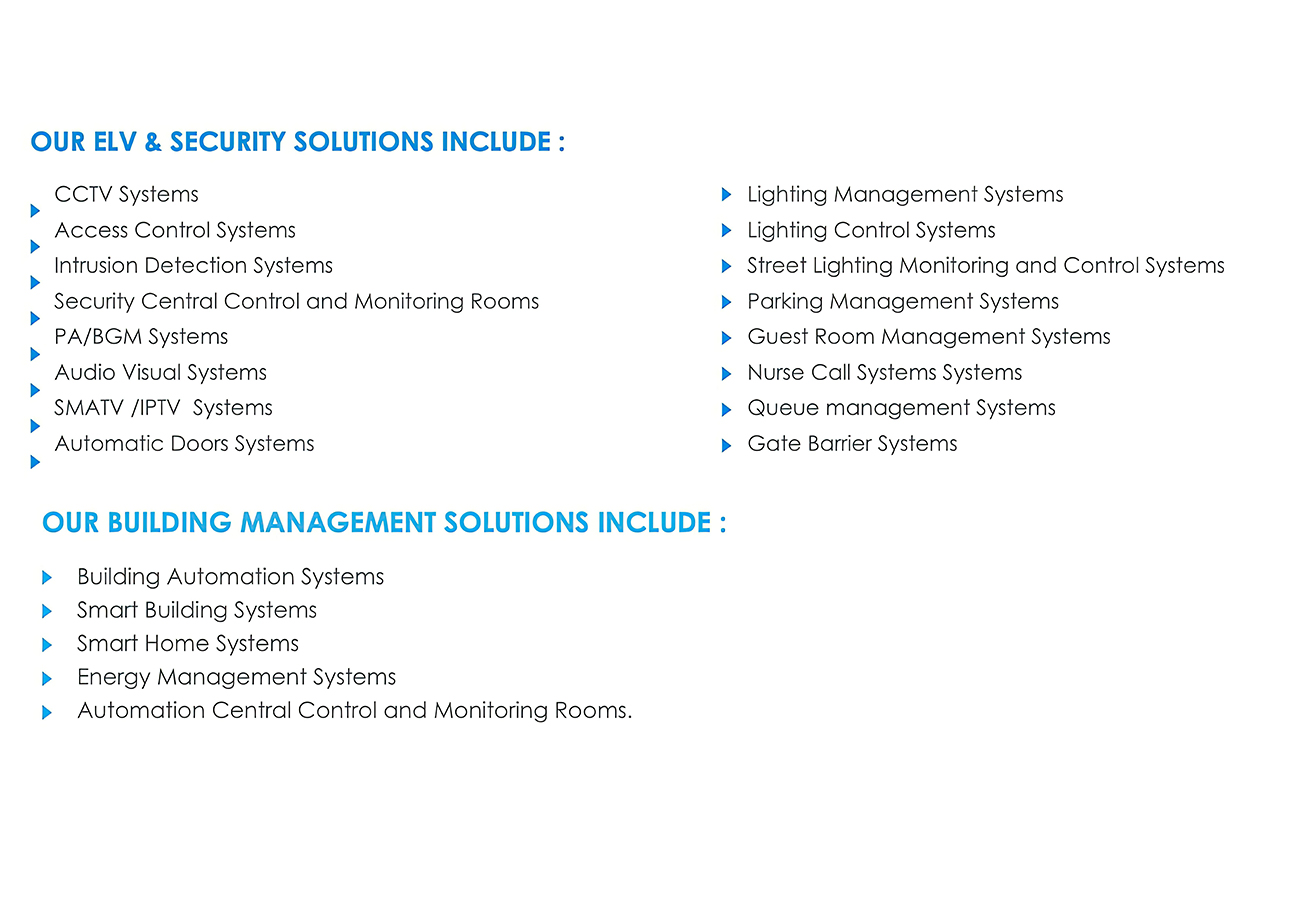 OUR ELV & SECURITY SOLUTIONS INCLUDE :
CCTV Systems
Access Control Systems
Intrusion Detection Systems
Security Central Control and Monitoring Rooms
PA/BGM Systems
Audio Visual Systems
SMATV /IPTV  Systems
Automatic Doors Systems
Lighting Management Systems
Lighting Control Systems
Street Lighting Monitoring and Control Systems
Parking Management Systems
Guest Room Management Systems
Nurse Call Systems Systems
Queue management Systems
Gate Barrier Systems
OUR BUILDING MANAGEMENT SOLUTIONS INCLUDE :
Building Automation Systems
Smart Building Systems
Smart Home Systems
Energy Management Systems
Automation Central Control and Monitoring Rooms.